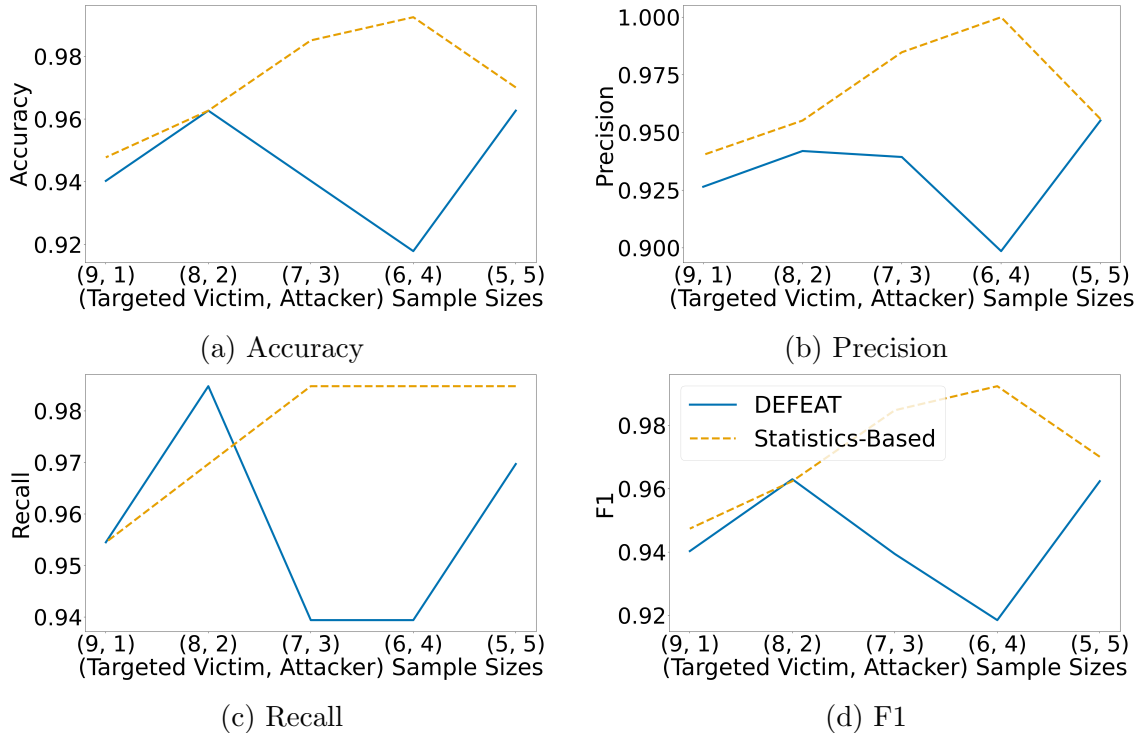 0.98
0.96
0.94
0.92
Accuracy
(9, 1) (8, 2) (7, 3) (6, 4) (5, 5)
(Targeted Victim, Attacker) Sample Sizes
(a) Accuracy
1.000
0.975
0.950
0.925
0.900
Precision
(9, 1) (8, 2) (7, 3) (6, 4) (5, 5)
(Targeted Victim, Attacker) Sample Sizes
(b) Precision
0.98
0.97
0.96
0.95
0.94
Recall
(9, 1) (8, 2) (7, 3) (6, 4) (5, 5)
(Targeted Victim, Attacker) Sample Sizes
(c) Recall
DEFEAT
Statistics-Based
0.98
0.96
0.94
0.92
F1
(9, 1) (8, 2) (7, 3) (6, 4) (5, 5)
(Targeted Victim, Attacker) Sample Sizes
(d) F1